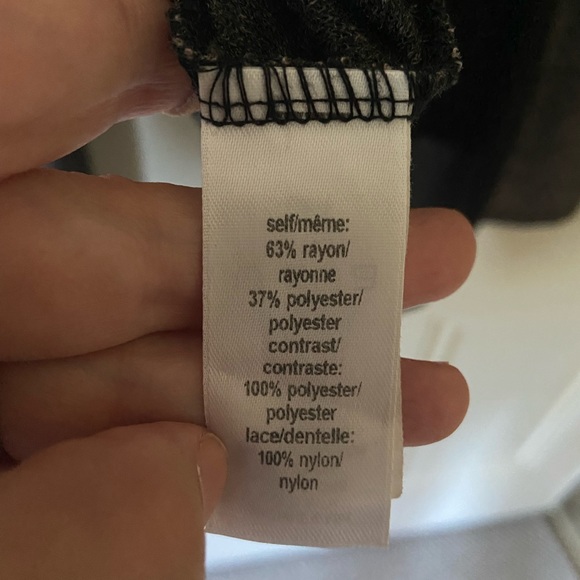 self/même:
63% rayon/
rayonne
37% polyester/
polyester
contrast/
contraste:
100% polyester/
polyester
lace/dentelle:
100% nylon/
nylon